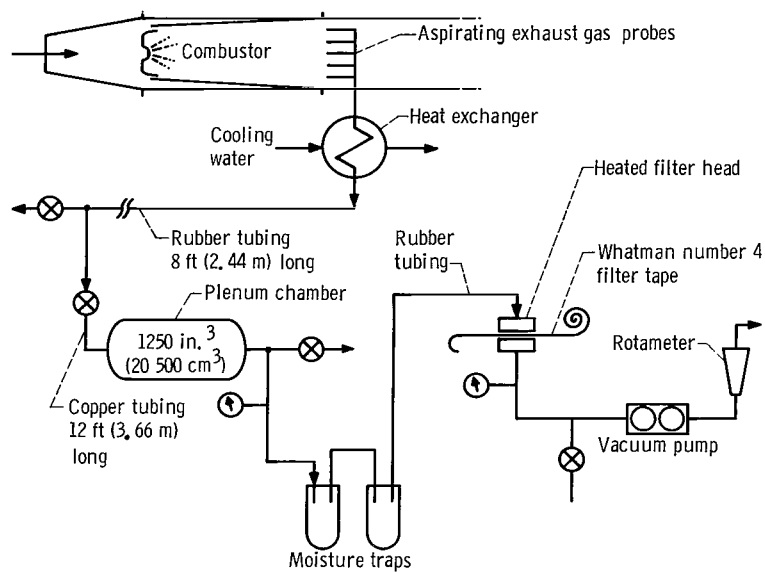 Combustor
Aspirating exhaust gas probes
Heat exchanger
Cooling
water
Heated filter head
Rubber tubing
8 ft (2.44 m) long
Rubber
tubing
Whatman number 4
filter tape
Plenum chamber
1250 in.3
(20 500 cm3)
Rotameter
Copper tubing
12 ft (3.66 m)
long
Vacuum pump
Moisture traps